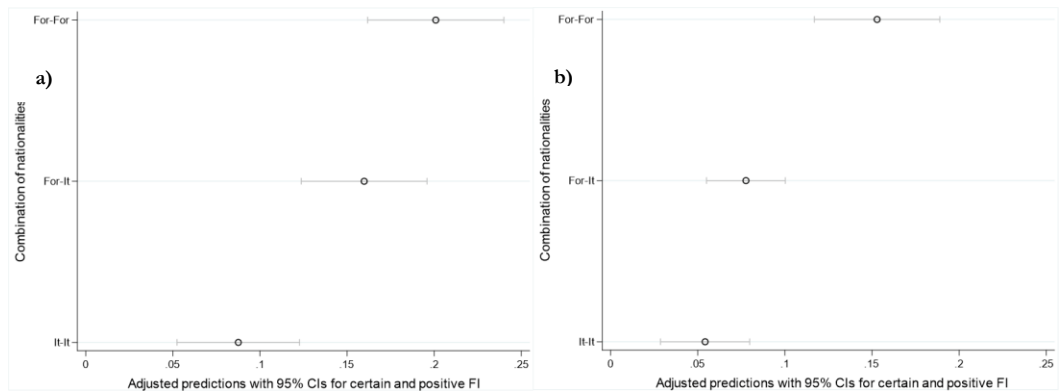 a)
Combination of nationalities
For-For
For-It
It-It
0 .05 .1 .15 .2 .25
Adjusted predictions with 95% CIs for certain and positive FI
b)
Combination of nationalities
For-For
For-It
It-It
0 .05 .1 .15 .2 .25
Adjusted predictions with 95% CIs for certain and positive FI